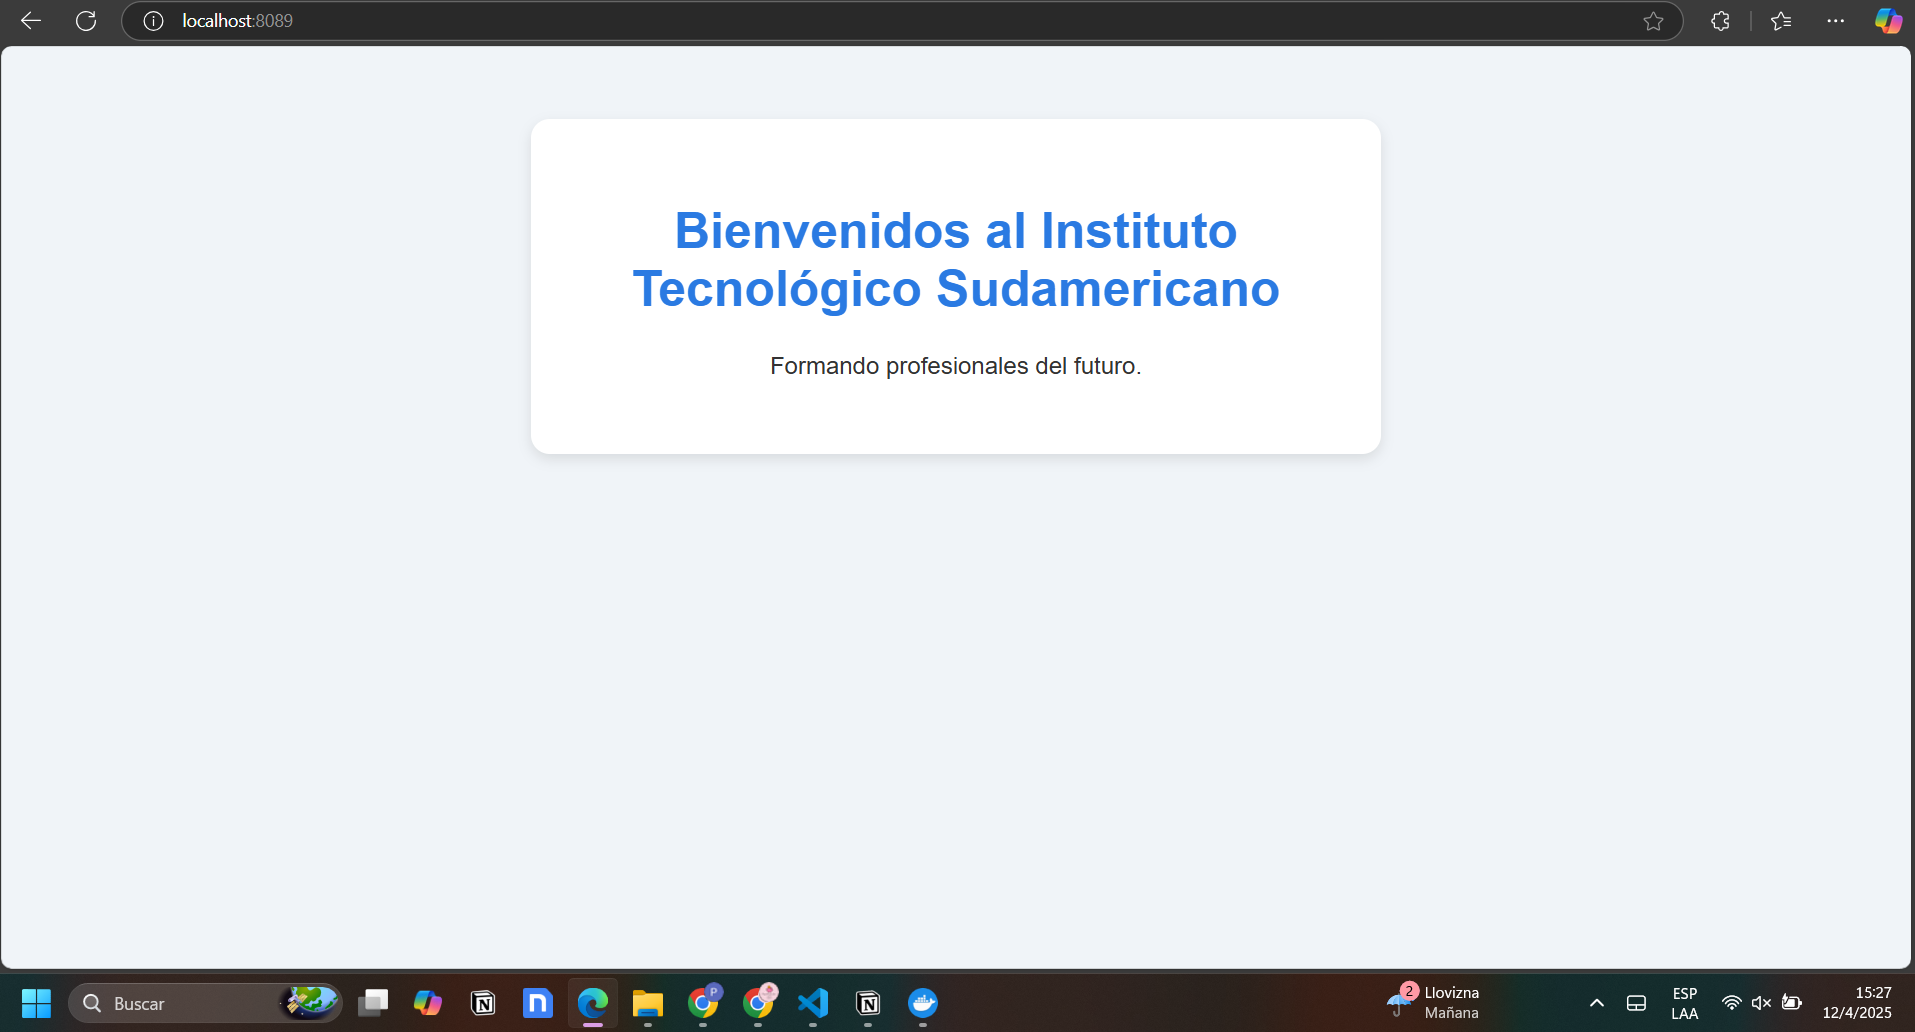 localhost:8089
Bienvenidos al Instituto
Tecnológico Sudamericano
Formando profesionales del futuro.
Buscar
P
2
Llovizna
Mañana
ESP
LAA
15:27
12/4/2025